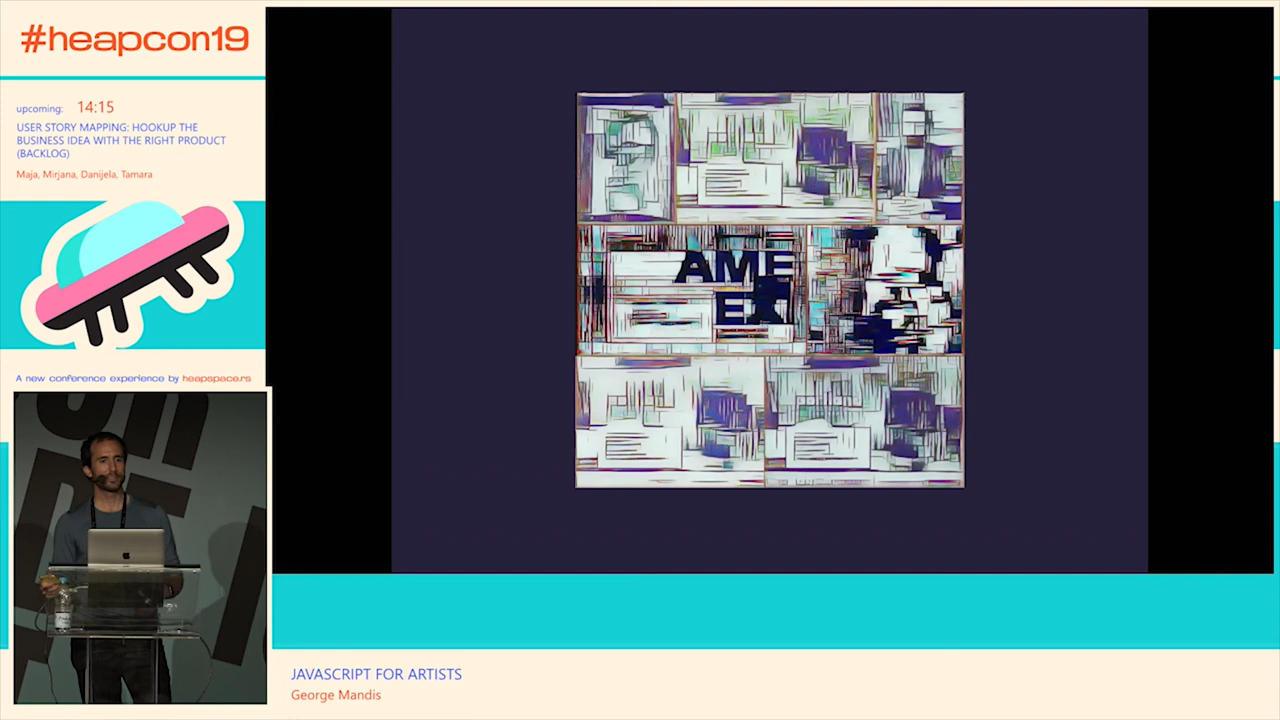 #heapcon19
upcoming: 14:15
USER STORY MAPPING: HOOKUP THE
BUSINESS IDEA WITH THE RIGHT PRODUCT
(BACKLOG)
Maja, Mirjana, Danijela, Tamara
A new conference experience by heapspace.rs
AME
EX
JAVASCRIPT FOR ARTISTS
George Mandis